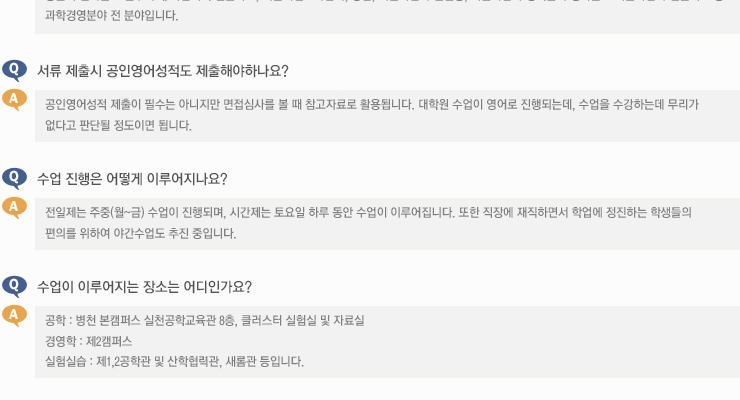 과학경영분야 전 분야입니다.
Q 서류 제출시 공인영어성적도 제출해야하나요?
A 공인영어성적 제출이 필수는 아니지만 면접심사를 볼 때 참고자료로 활용됩니다. 대학원 수업이 영어로 진행되는데, 수업을 수강하는데 무리가
없다고 판단될 정도이면 됩니다.
Q 수업 진행은 어떻게 이루어지나요?
A 전일제는 주중(월~금) 수업이 진행되며, 시간제는 토요일 하루 동안 수업이 이루어집니다. 또한 직장에 재직하면서 학업에 정진하는 학생들의
편의를 위하여 야간수업도 추진 중입니다.
Q 수업이 이루어지는 장소는 어디인가요?
A 공학 : 병천 본캠퍼스 실천공학교육관 8층, 클러스터 실험실 및 자료실
경영학 : 제2캠퍼스
실험실습 : 제1,2공학관 및 산학협력관, 새롬관 등입니다.